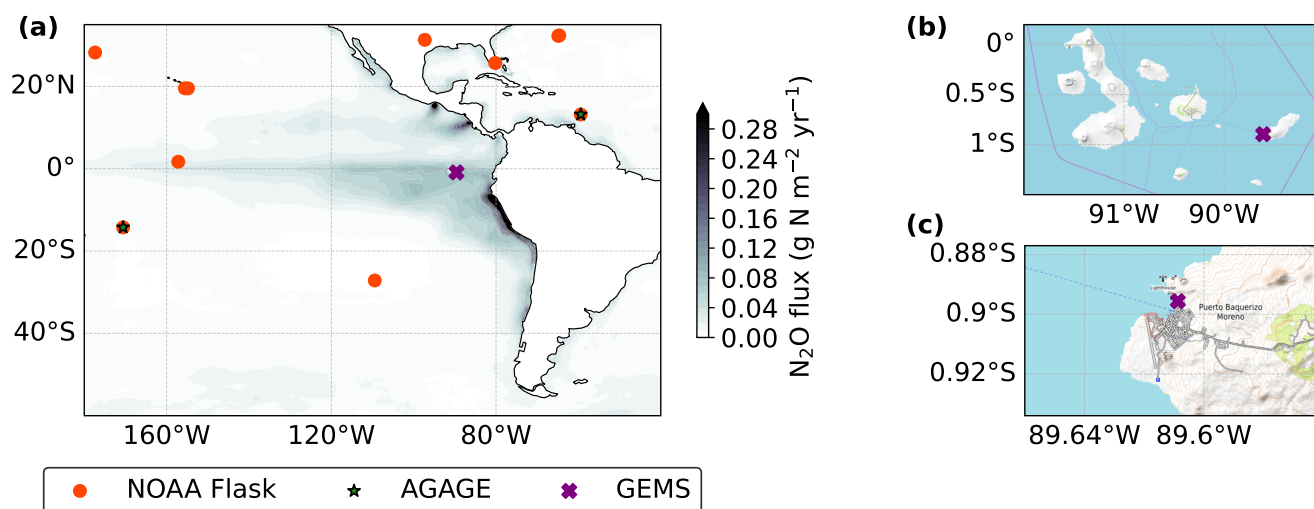 (a)
20°N
0°
20°S
40°S
160°W 120°W 80°W
0.28
0.24
0.20
0.16
0.12
0.08
0.04
0.00
N₂O flux (g N m⁻² yr⁻¹)
(b)
0°
0.5°S
1°S
91°W 90°W
(c)
0.88°S
0.9°S
0.92°S
Lighthouse
Puerto Baquerizo
Moreno
89.64°W 89.6°W
NOAA Flask AGAGE GEMS